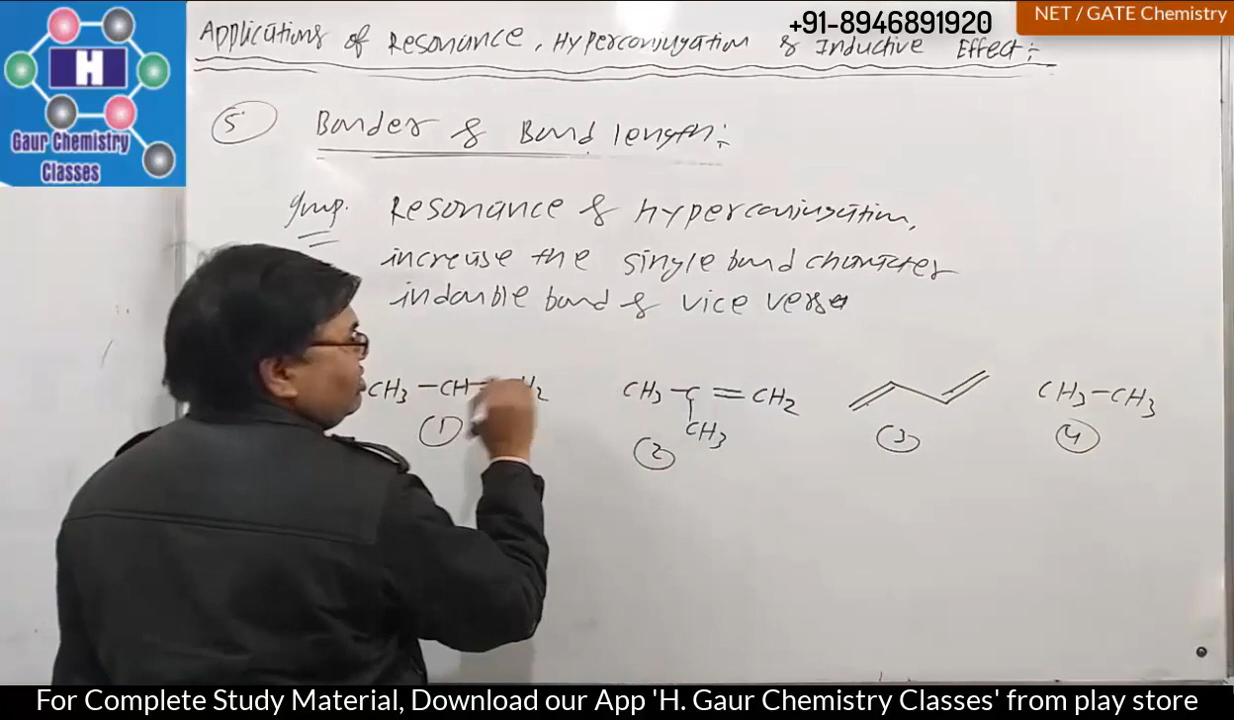 +91-8946891920
NET / GATE Chemistry
H
Gaur Chemistry
Classes
Applications of Resonance, Hyperconjugation & Inductive Effect:-
5 Border & Bond length:-
Imp. Resonance & hyperconjugation,
increase the single bond character
in double bond & vice versa
CH3-CH= H2 CH3-C=CH2 CH3-CH3
CH3
1 2 3 4
For Complete Study Material, Download our App 'H. Gaur Chemistry Classes' from play store